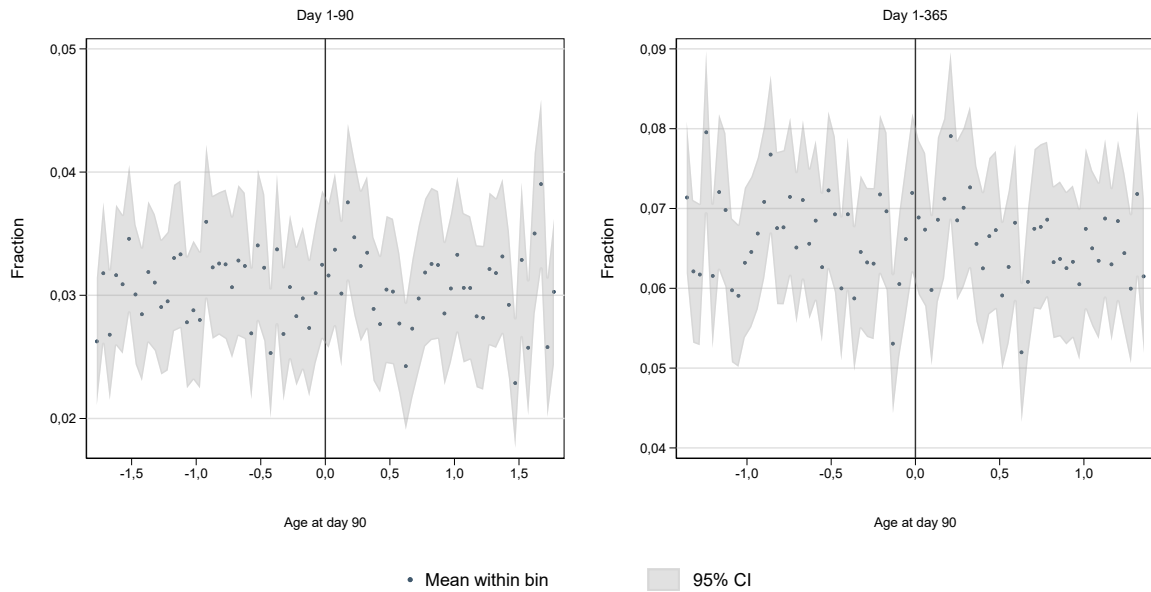 Day 1-90
0,05
0,04
0,03
0,02
Fraction
-1,5 -1,0 -0,5 0,0 0,5 1,0 1,5
Age at day 90
Day 1-365
0,09
0,08
0,07
0,06
0,05
0,04
Fraction
-1,0 -0,5 0,0 0,5 1,0
Age at day 90
Mean within bin 95% CI